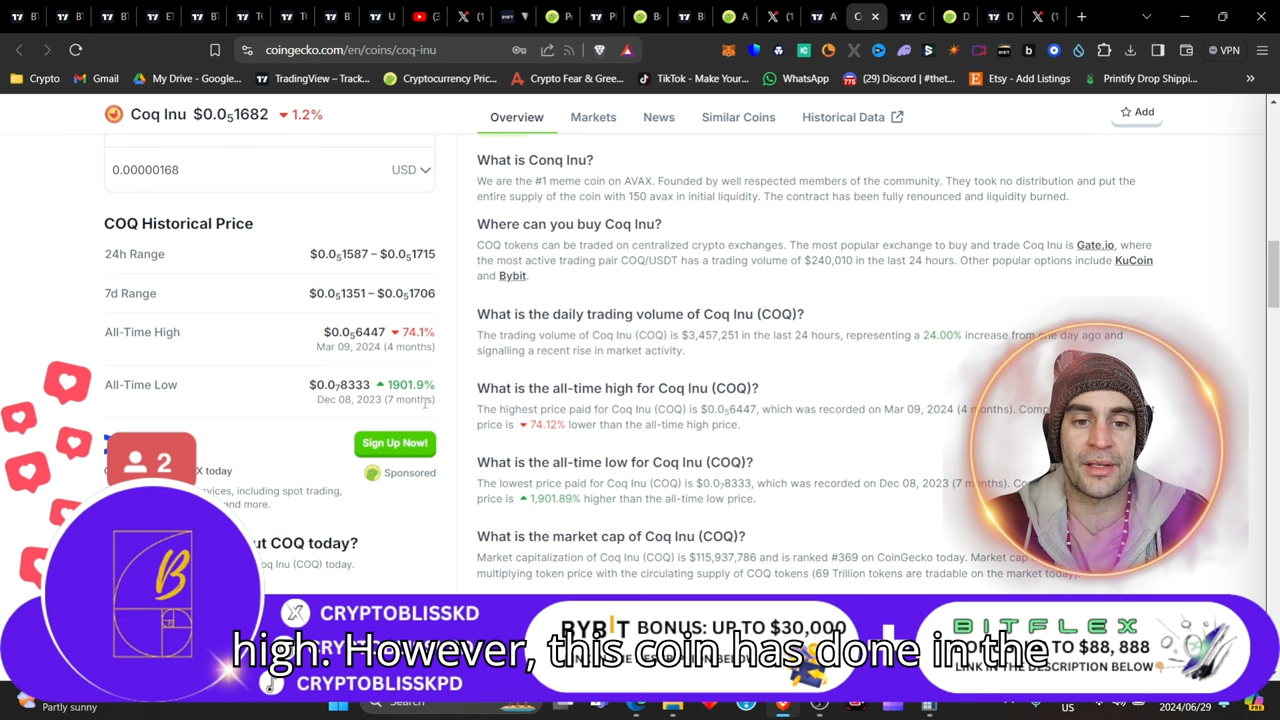 coingecko.com/en/coins/coq-inu
VPN
Crypto
Gmail
My Drive - Google...
TradingView – Track...
Cryptocurrency Pric...
Crypto Fear & Gree...
TikTok - Make Your...
WhatsApp
(29) Discord | #thet...
Etsy - Add Listings
Printify Drop Shippi...
Coq Inu $0.0₅1682 1.2%
Overview
Markets
News
Similar Coins
Historical Data
Add
0.00000168
USD
COQ Historical Price
24h Range
$0.0₅1587 – $0.0₅1715
7d Range
$0.0₅1351 – $0.0₅1706
All-Time High
$0.0₅6447 74.1%
Mar 09, 2024 (4 months)
All-Time Low
$0.0₇8333 1901.9%
Dec 08, 2023 (7 months)
Sign Up Now!
X today
Sponsored
rvices, including spot trading,
and more.
ut COQ today?
oq Inu (COQ) today.
What is Conq Inu?
We are the #1 meme coin on AVAX. Founded by well respected members of the community. They took no distribution and put the
entire supply of the coin with 150 avax in initial liquidity. The contract has been fully renounced and liquidity burned.
Where can you buy Coq Inu?
COQ tokens can be traded on centralized crypto exchanges. The most popular exchange to buy and trade Coq Inu is Gate.io, where
the most active trading pair COQ/USDT has a trading volume of $240,010 in the last 24 hours. Other popular options include KuCoin
and Bybit.
What is the daily trading volume of Coq Inu (COQ)?
The trading volume of Coq Inu (COQ) is $3,457,251 in the last 24 hours, representing a 24.00% increase from one day ago and
signalling a recent rise in market activity.
What is the all-time high for Coq Inu (COQ)?
The highest price paid for Coq Inu (COQ) is $0.0₅6447, which was recorded on Mar 09, 2024 (4 months). Comp
price is 74.12% lower than the all-time high price.
What is the all-time low for Coq Inu (COQ)?
The lowest price paid for Coq Inu (COQ) is $0.0₇8333, which was recorded on Dec 08, 2023 (7 months). Co
price is 1,901.89% higher than the all-time low price.
What is the market cap of Coq Inu (COQ)?
Market capitalization of Coq Inu (COQ) is $115,937,786 and is ranked #369 on CoinGecko today. Market cap
multiplying token price with the circulating supply of COQ tokens (69 Trillion tokens are tradable on the market today).
2
B
CRYPTOBLISSKD
CRYPTOBLISSKPD
BYBIT BONUS: UP TO $30,000
BITFLEX
TO $88, 888
LINK IN THE DESCRIPTION BELOW
high. However, this coin has done in the
Partly sunny
Search
US
2024/06/29